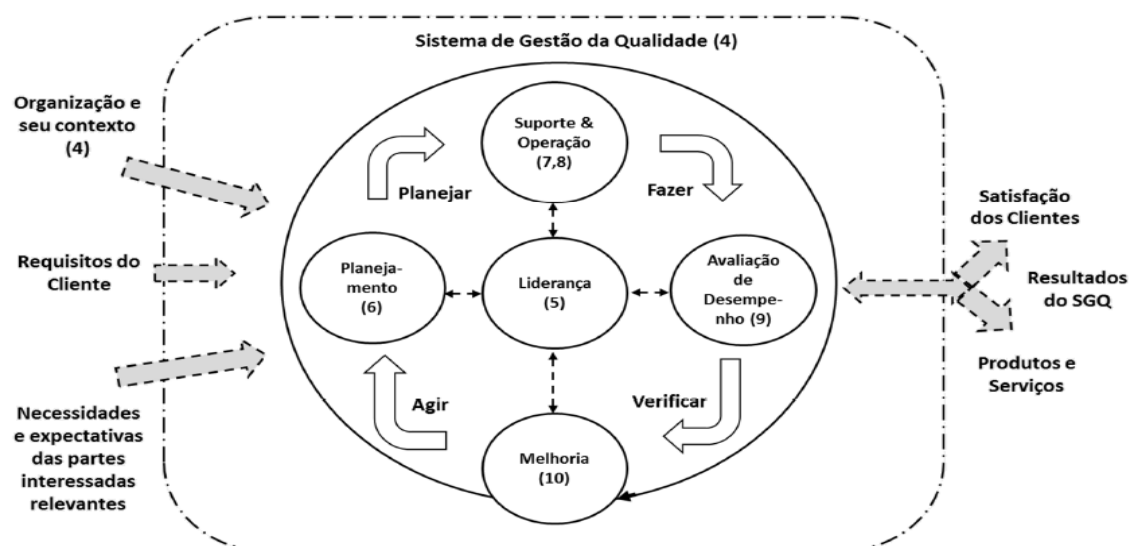 Sistema de Gestão da Qualidade (4)
Organização e
seu contexto
(4)
Requisitos do
Cliente
Necessidades
e expectativas
das partes
interessadas
relevantes
Suporte &
Operação
(7,8)
Planejar
Fazer
Planeja-
mento
(6)
Liderança
(5)
Avaliação
de
Desempe-
nho (9)
Agir
Verificar
Melhoria
(10)
Satisfação
dos Clientes
Resultados
do SGQ
Produtos e
Serviços